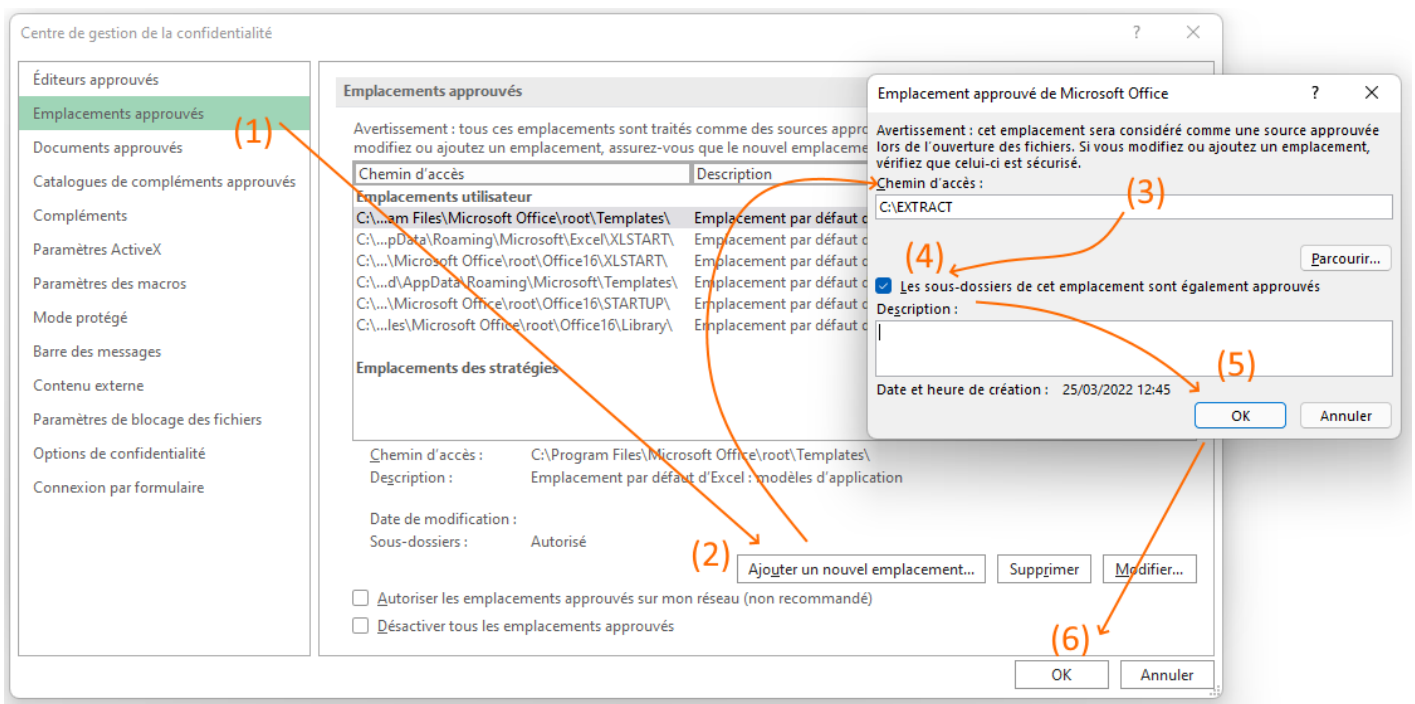 Centre de gestion de la confidentialité
?
Éditeurs approuvés
Emplacements approuvés
Documents approuvés
Catalogues de compléments approuvés
Compléments
Paramètres ActiveX
Paramètres des macros
Mode protégé
Barre des messages
Contenu externe
Paramètres de blocage des fichiers
Options de confidentialité
Connexion par formulaire
(1)
Emplacements approuvés
Avertissement : tous ces emplacements sont traités comme des sources appro
modifiez ou ajoutez un emplacement, assurez-vous que le nouvel emplaceme
Chemin d'accès Description
Emplacements utilisateur
C:\...am Files\Microsoft Office\root\Templates\ Emplacement par défaut d
C:\...pData\Roaming\Microsoft\Excel\XLSTART\ Emplacement par défaut d
C:\...\Microsoft Office\root\Office16\XLSTART\ Emplacement par défaut d
C:\...d\AppData\Roaming\Microsoft\Templates\ Emplacement par défaut d
C:\...\Microsoft Office\root\Office16\STARTUP\ Emplacement par défaut d
C:\...les\Microsoft Office\root\Office16\Library\ Emplacement par défaut d
Emplacements des stratégies
Chemin d'accès : C:\Program Files\Microsoft Office\root\Templates\
Description : Emplacement par défaut d'Excel : modèles d'application
Date de modification :
Sous-dossiers : Autorisé
(2)
Ajouter un nouvel emplacement... Supprimer Modifier...
Autoriser les emplacements approuvés sur mon réseau (non recommandé)
Désactiver tous les emplacements approuvés
(6)
OK Annuler
Emplacement approuvé de Microsoft Office ?
Avertissement : cet emplacement sera considéré comme une source approuvée
lors de l'ouverture des fichiers. Si vous modifiez ou ajoutez un emplacement,
vérifiez que celui-ci est sécurisé.
Chemin d'accès :
(3)
C:\EXTRACT
(4)
Parcourir...
Les sous-dossiers de cet emplacement sont également approuvés
Description :
(5)
Date et heure de création : 25/03/2022 12:45
OK Annuler